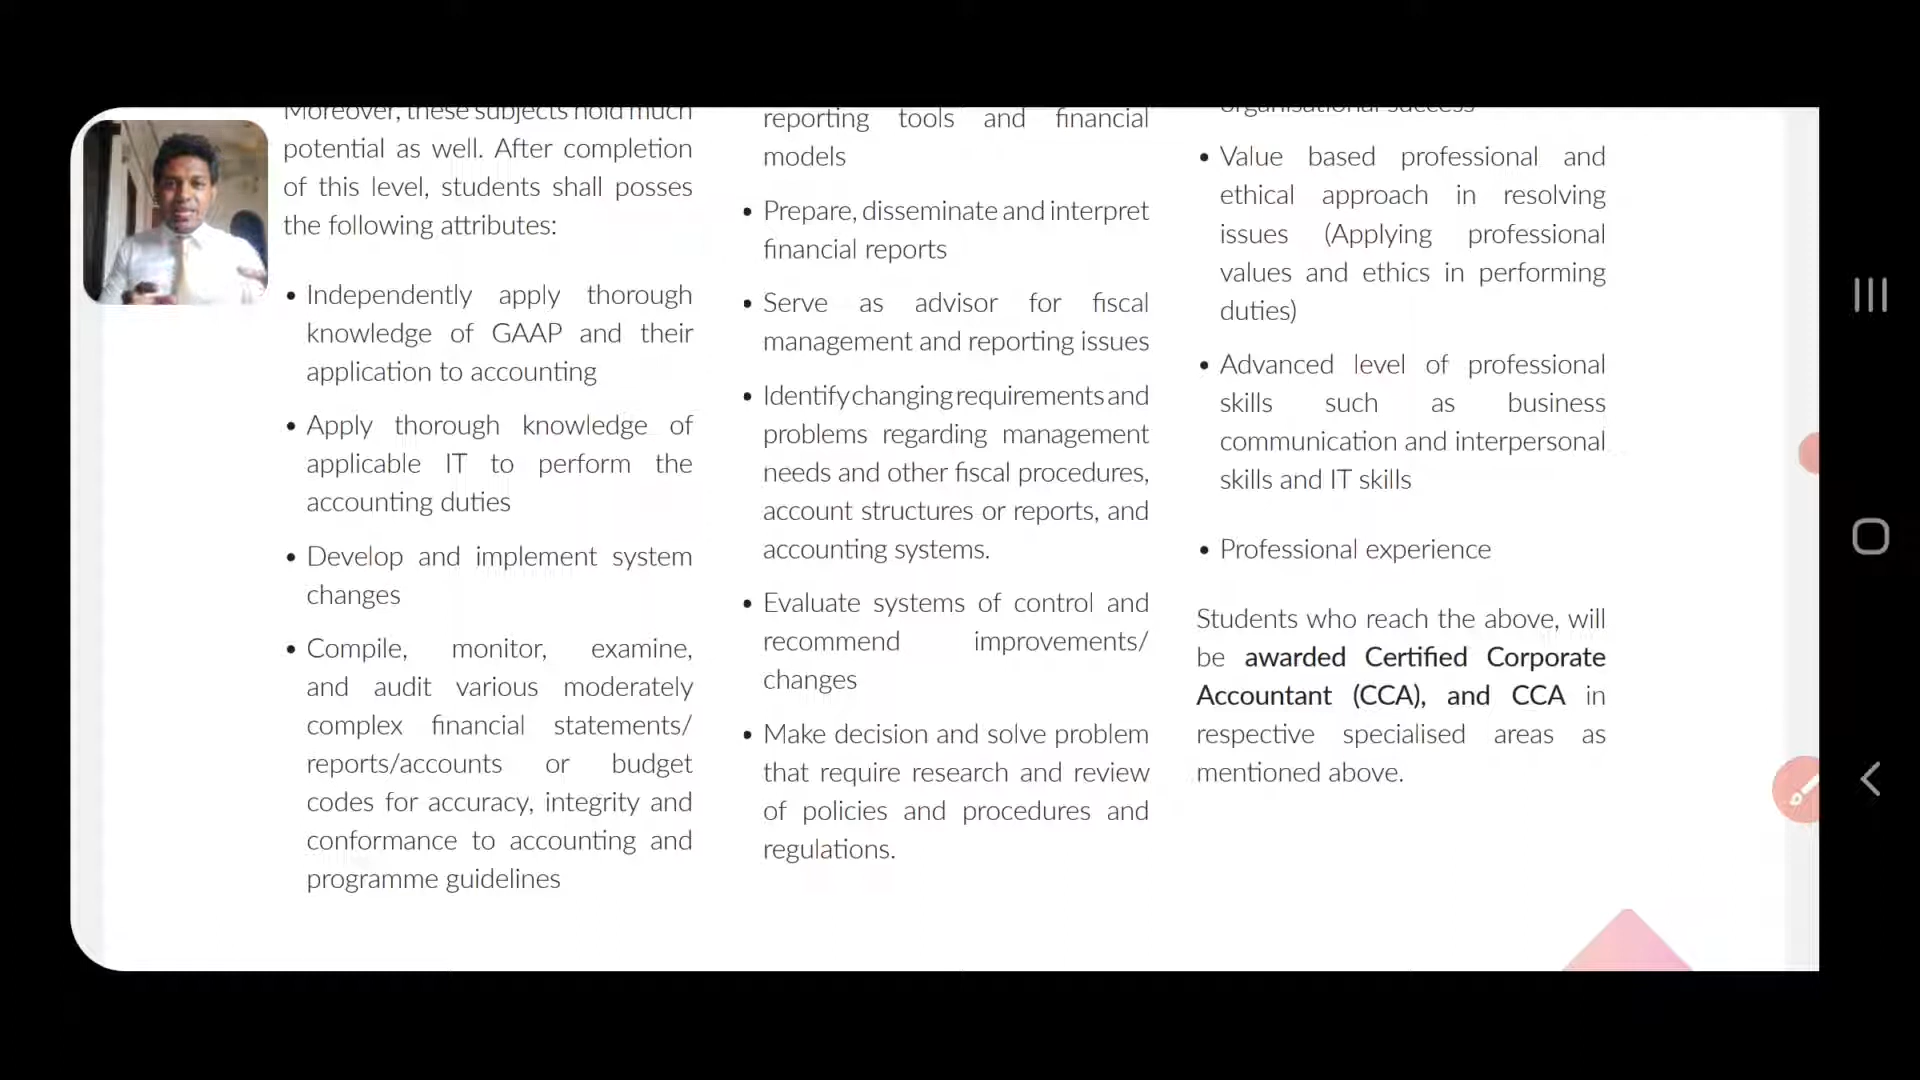 Moreover, these subjects hold much
potential as well. After completion
of this level, students shall posses
the following attributes:
• Independently apply thorough
knowledge of GAAP and their
application to accounting
• Apply thorough knowledge of
applicable IT to perform the
accounting duties
• Develop and implement system
changes
• Compile, monitor, examine,
and audit various moderately
complex financial statements/
reports/accounts or budget
codes for accuracy, integrity and
conformance to accounting and
programme guidelines
reporting tools and financial
models
• Prepare, disseminate and interpret
financial reports
• Serve as advisor for fiscal
management and reporting issues
• Identify changing requirements and
problems regarding management
needs and other fiscal procedures,
account structures or reports, and
accounting systems.
• Evaluate systems of control and
recommend improvements/
changes
• Make decision and solve problem
that require research and review
of policies and procedures and
regulations.
organisational success
• Value based professional and
ethical approach in resolving
issues (Applying professional
values and ethics in performing
duties)
• Advanced level of professional
skills such as business
communication and interpersonal
skills and IT skills
• Professional experience
Students who reach the above, will
be awarded Certified Corporate
Accountant (CCA), and CCA in
respective specialised areas as
mentioned above.